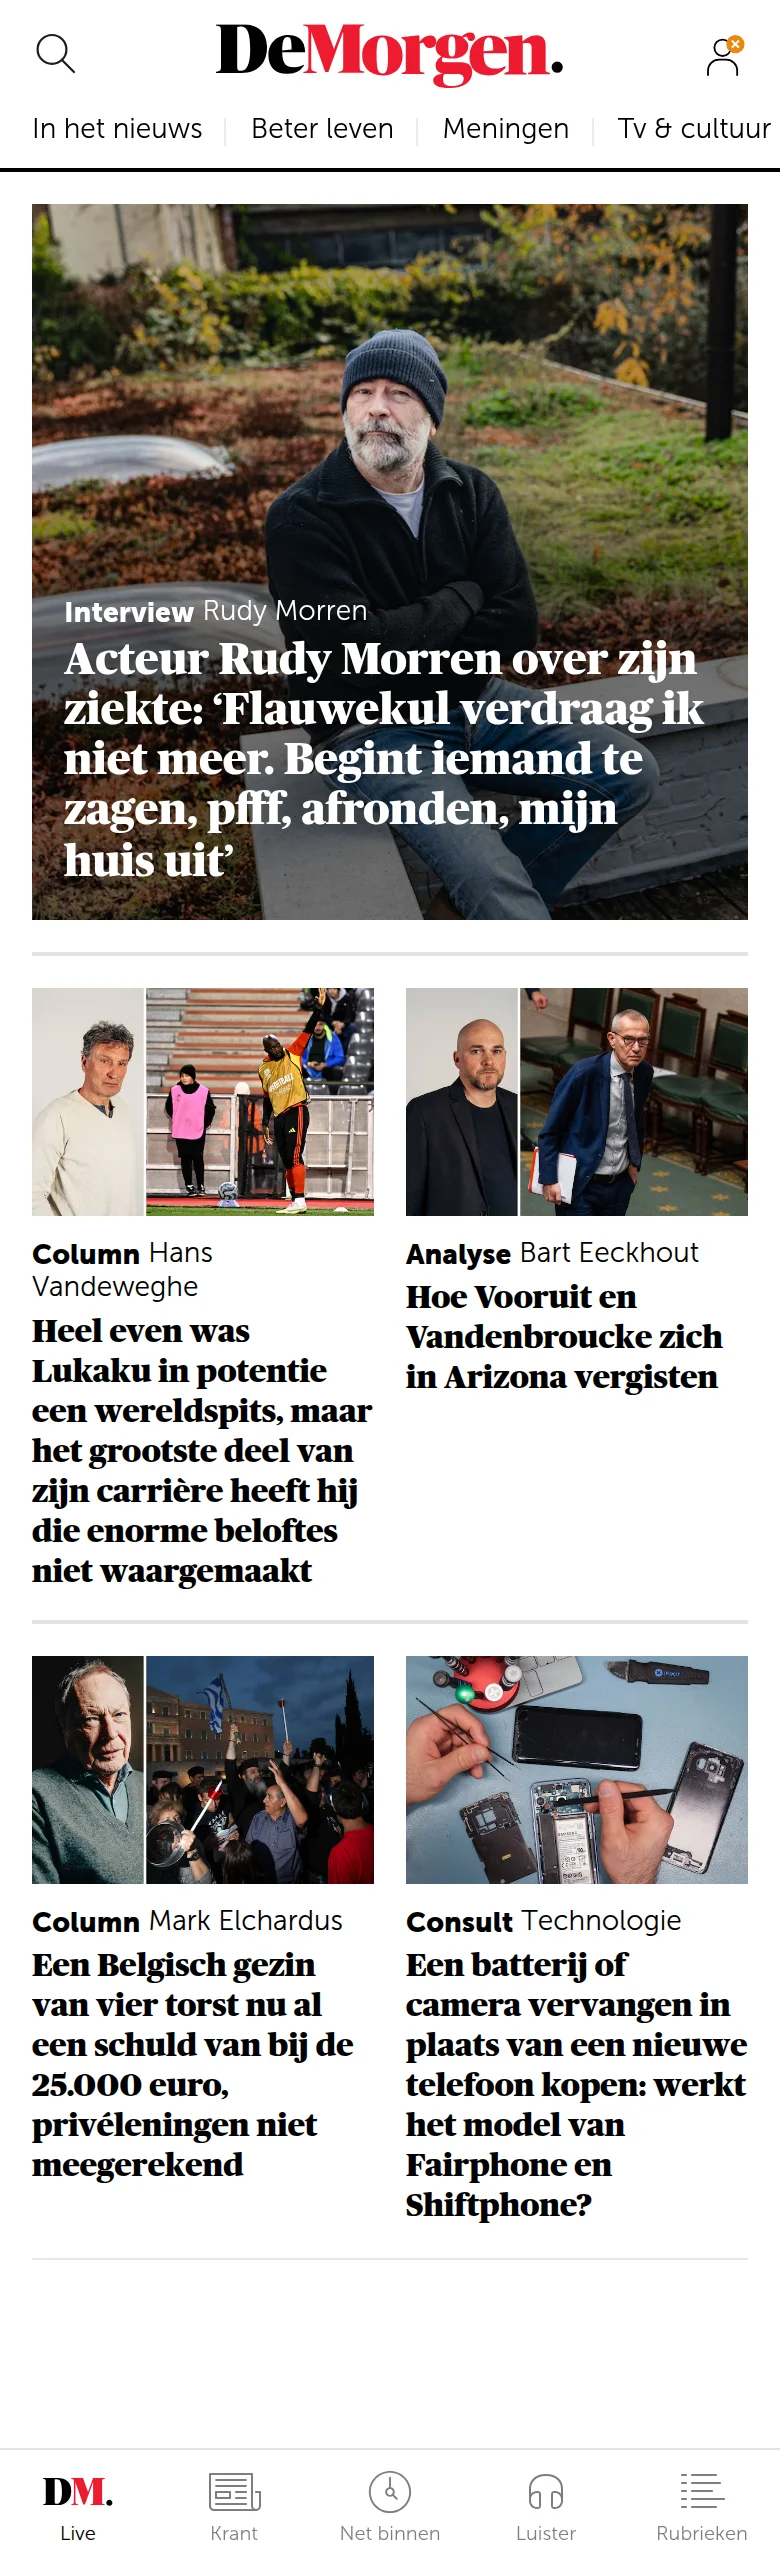 DeMorgen.
In het nieuws
Beter leven
Meningen
Tv & cultuur
Interview Rudy Morren
Acteur Rudy Morren over zijn
ziekte: ‘Flauwekul verdraag ik
niet meer. Begint iemand te
zagen, pfff, afronden, mijn
huis uit’
Column Hans
Vandeweghe
Heel even was
Lukaku in potentie
een wereldspits, maar
het grootste deel van
zijn carrière heeft hij
die enorme beloftes
niet waargemaakt
Analyse Bart Eeckhout
Hoe Vooruit en
Vandenbroucke zich
in Arizona vergisten
Column Mark Elchardus
Een Belgisch gezin
van vier torst nu al
een schuld van bij de
25.000 euro,
privéleningen niet
meegerekend
Consult Technologie
Een batterij of
camera vervangen in
plaats van een nieuwe
telefoon kopen: werkt
het model van
Fairphone en
Shiftphone?
DM.
Live
Krant
Net binnen
Luister
Rubrieken